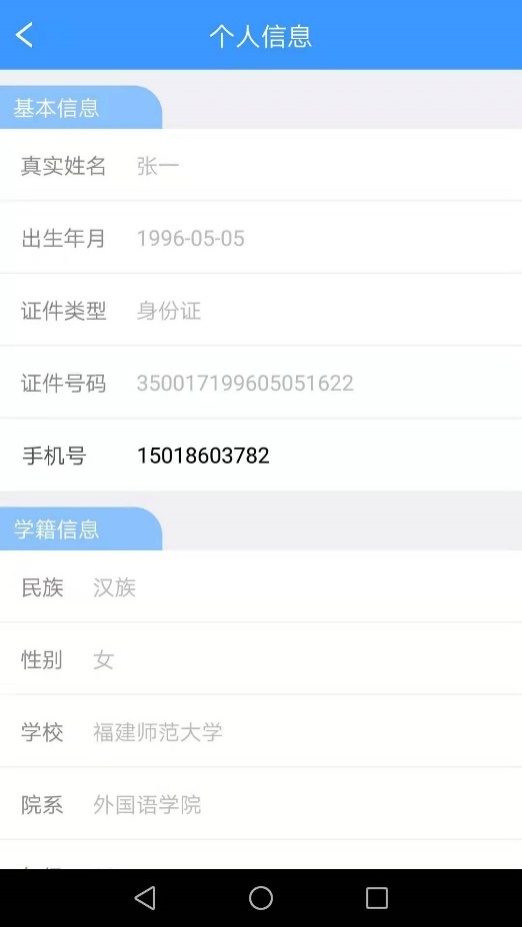 个人信息
基本信息
真实姓名 张一
出生年月 1996-05-05
证件类型 身份证
证件号码 350017199605051622
手机号 15018603782
学籍信息
民族 汉族
性别 女
学校 福建师范大学
院系 外国语学院